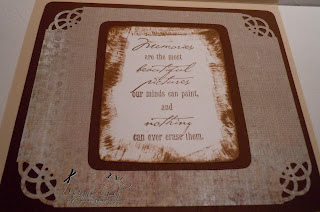 Memories
are the most
beautiful
pictures
our minds can paint,
and
nothing
can ever erase them.